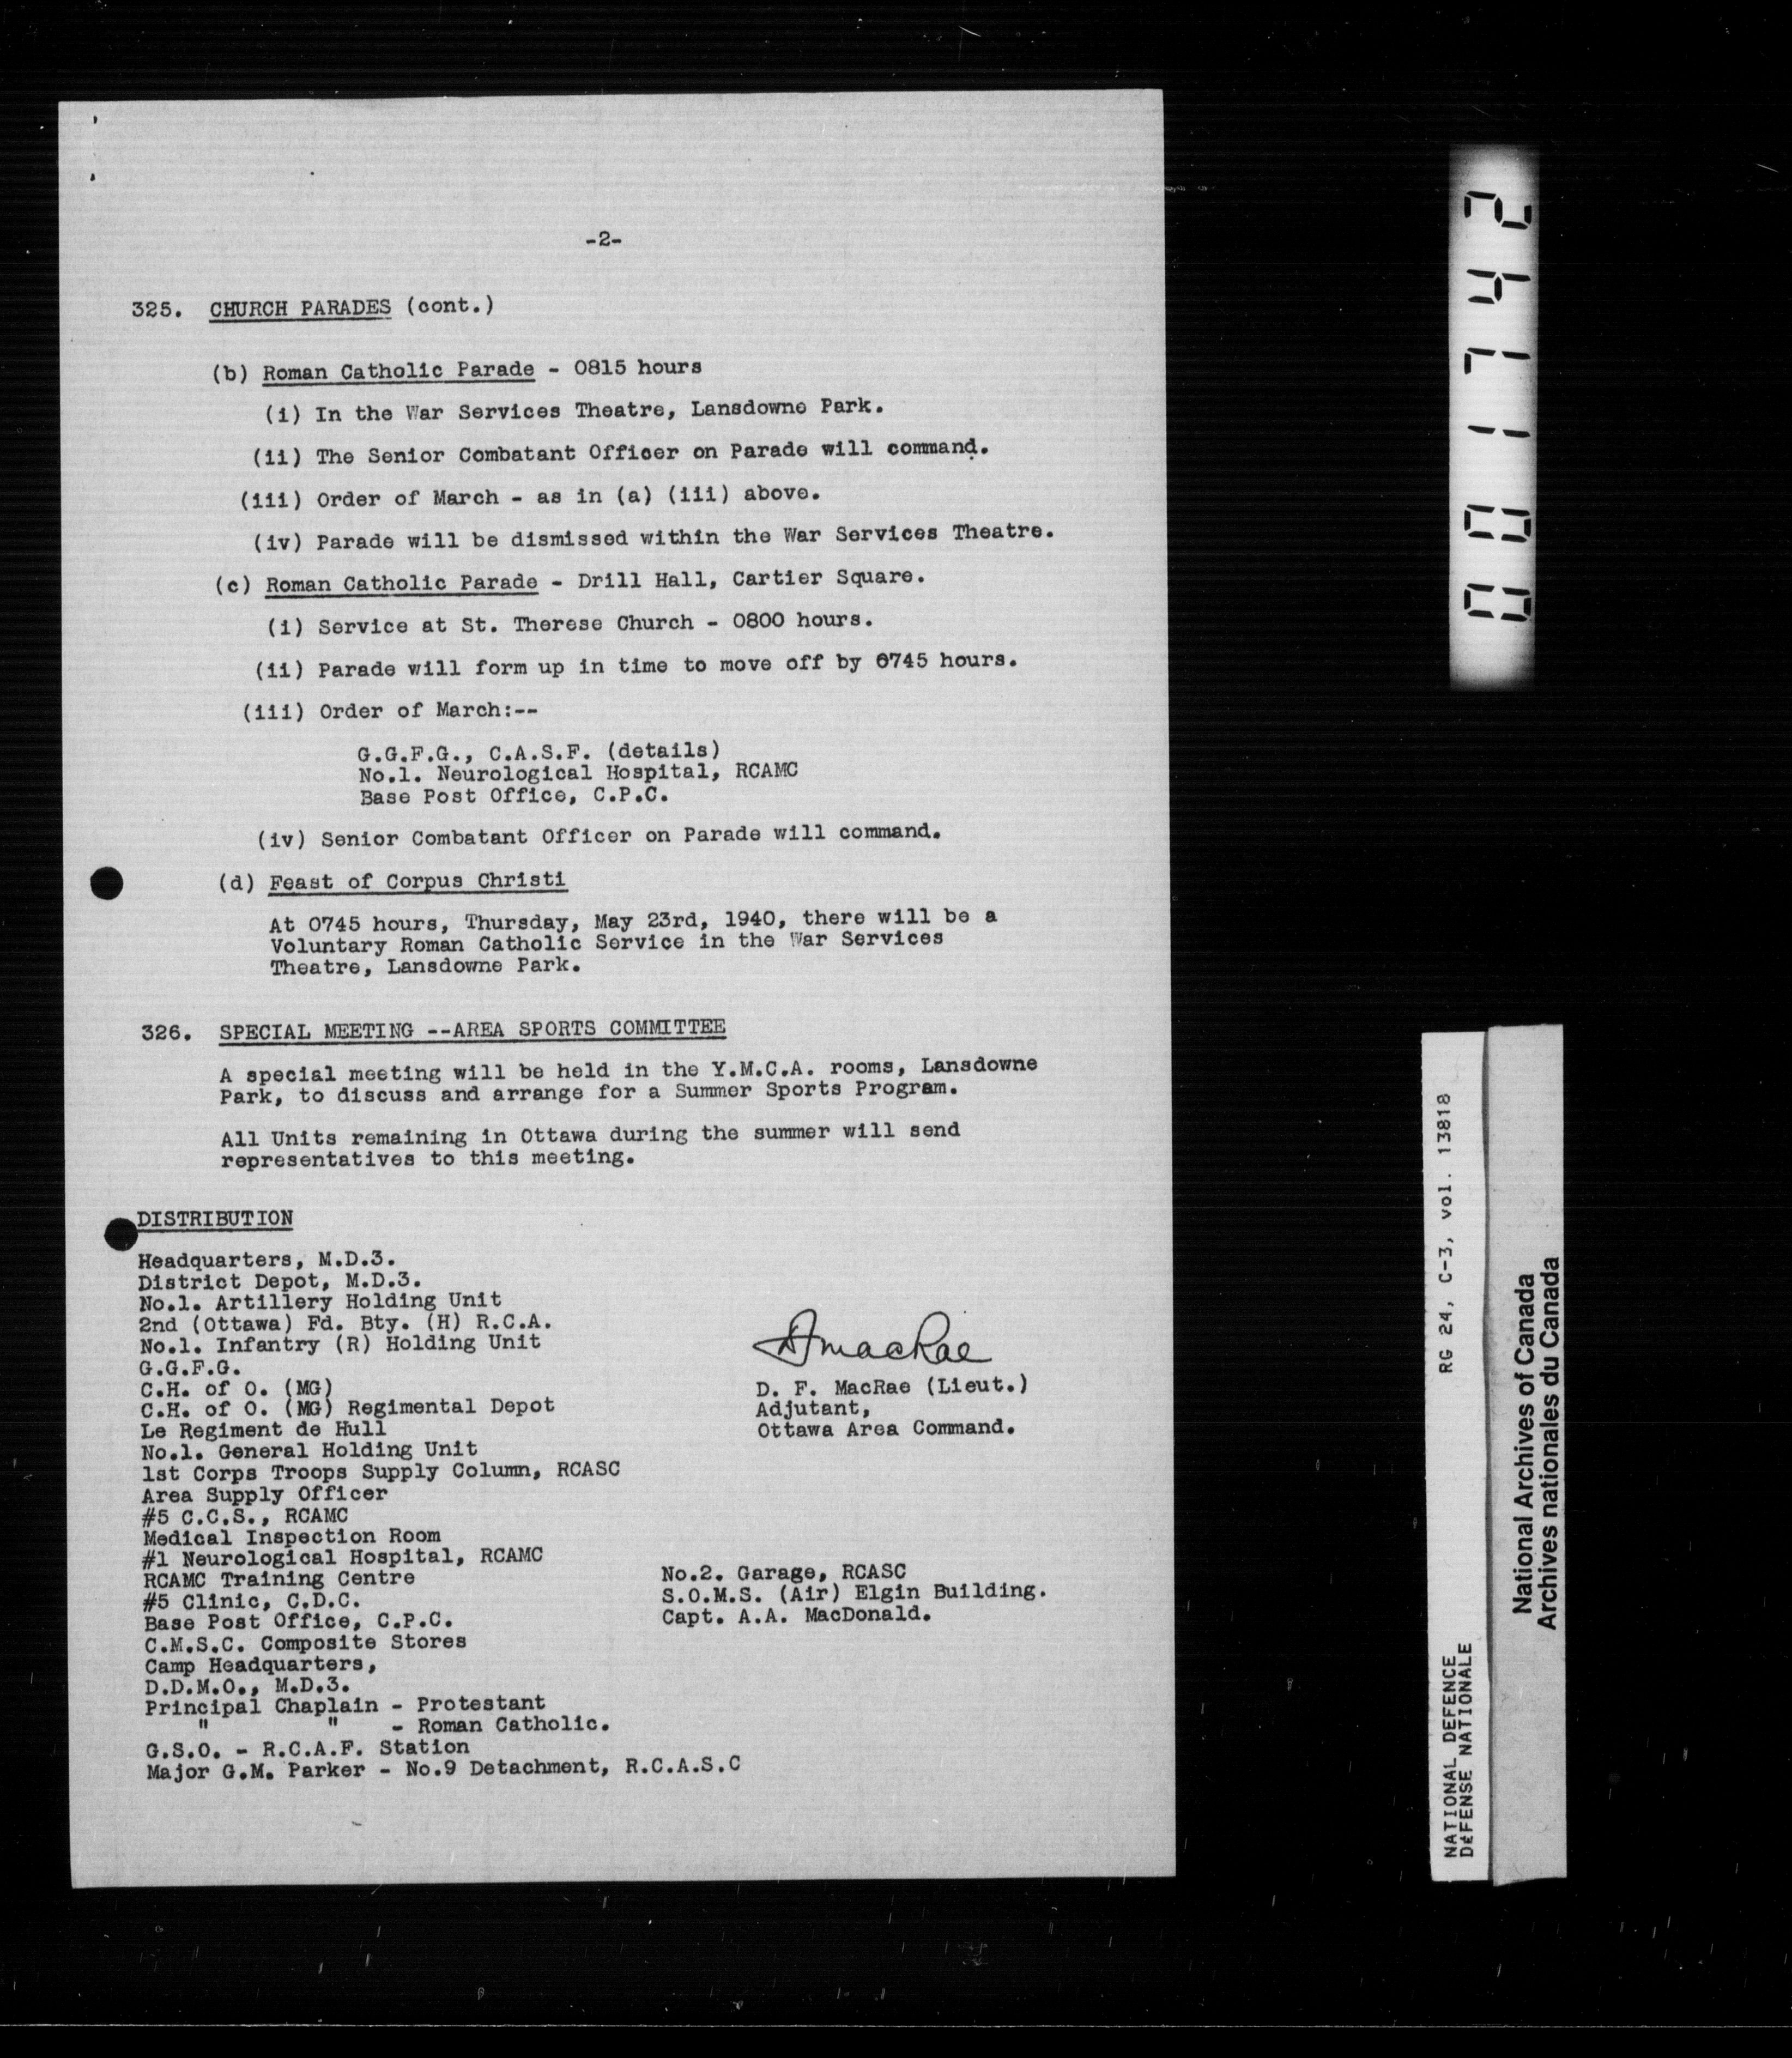 -2-
325. CHURCH PARADES (cont.)
(b) Roman Catholic Parade - 0815 hours
(i) In the War Services Theatre, Lansdowne Park.
(ii) The Senior Combatant Officer on Parade will command.
(iii) Order of March - as in (a) (iii) above.
(iv) Parade will be dismissed within the War Services Theatre.
(c) Roman Catholic Parade - Drill Hall, Cartier Square.
(i) Service at St. Therese Church - 0800 hours.
(ii) Parade will form up in time to move off by 0745 hours.
(iii) Order of March:--
G.G.F.G., C.A.S.F. (details)
No.1. Neurological Hospital, RCAMC
Base Post Office, C.P.C.
(iv) Senior Combatant Officer on Parade will command.
(d) Feast of Corpus Christi
At 0745 hours, Thursday, May 23rd, 1940, there will be a
Voluntary Roman Catholic Service in the War Services
Theatre, Lansdowne Park.
326. SPECIAL MEETING --AREA SPORTS COMMITTEE
A special meeting will be held in the Y.M.C.A. rooms, Lansdowne
Park, to discuss and arrange for a Summer Sports Program.
All Units remaining in Ottawa during the summer will send
representatives to this meeting.
DISTRIBUTION
Headquarters, M.D.3.
District Depot, M.D.3.
No.1. Artillery Holding Unit
2nd (Ottawa) Fd. Bty. (H) R.C.A.
No.1. Infantry (R) Holding Unit
G.G.F.G.
C.H. of O. (MG)
C.H. of O. (MG) Regimental Depot
Le Regiment de Hull
No.1. General Holding Unit
1st Corps Troops Supply Column, RCASC
Area Supply Officer
#5 C.C.S., RCAMC
Medical Inspection Room
#1 Neurological Hospital, RCAMC
RCAMC Training Centre
#5 Clinic, C.D.C.
Base Post Office, C.P.C.
C.M.S.C. Composite Stores
Camp Headquarters,
D.D.M.O., M.D.3.
Principal Chaplain - Protestant
" " - Roman Catholic.
G.S.O. - R.C.A.F. Station
Major G.M. Parker - No.9 Detachment, R.C.A.S.C
DFmacRae
D. F. MacRae (Lieut.)
Adjutant,
Ottawa Area Command.
No.2. Garage, RCASC
S.O.M.S. (Air) Elgin Building.
Capt. A.A. MacDonald.
001742
NATIONAL DEFENCE RG 24, C-3, vol. 13818
DéFENSE NATIONALE
National Archives of Canada
Archives nationales du Canada